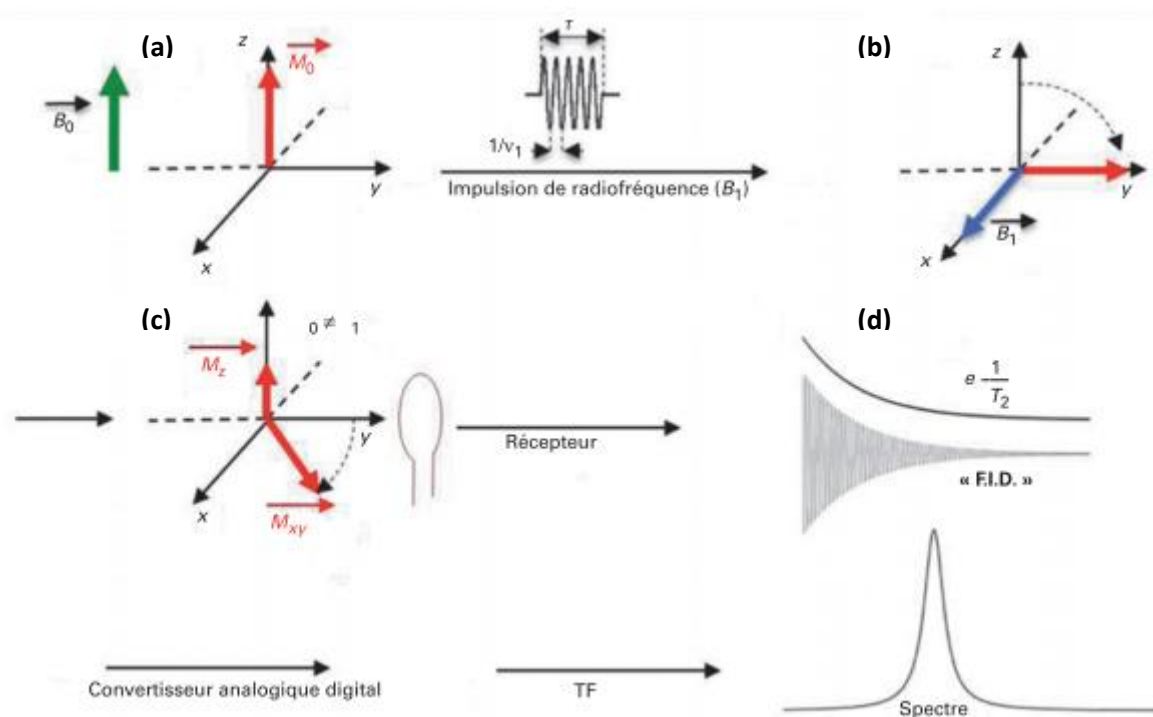 (a)
z
M0
B0
y
x
τ
1/ν1
Impulsion de radiofréquence (B1)
(b)
z
y
B1
x
(c)
0 ≠ 1
Mz
y
x
Mxy
Récepteur
(d)
e - 1/T2
« F.I.D. »
Convertisseur analogique digital
TF
Spectre